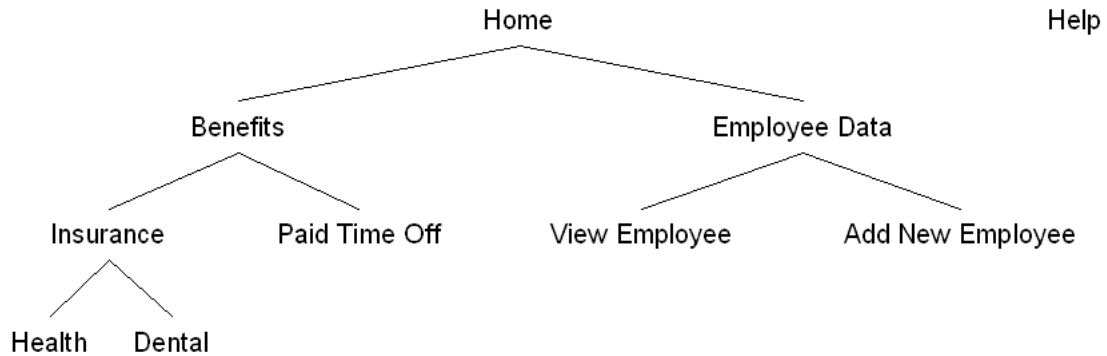 Home
Help
Benefits
Employee Data
Insurance
Paid Time Off
View Employee
Add New Employee
Health
Dental